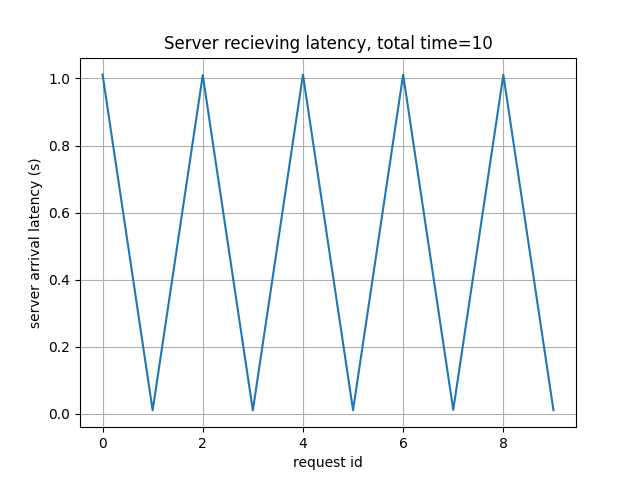 Server recieving latency, total time=10
server arrival latency (s)
1.0
0.8
0.6
0.4
0.2
0.0
0 2 4 6 8
request id